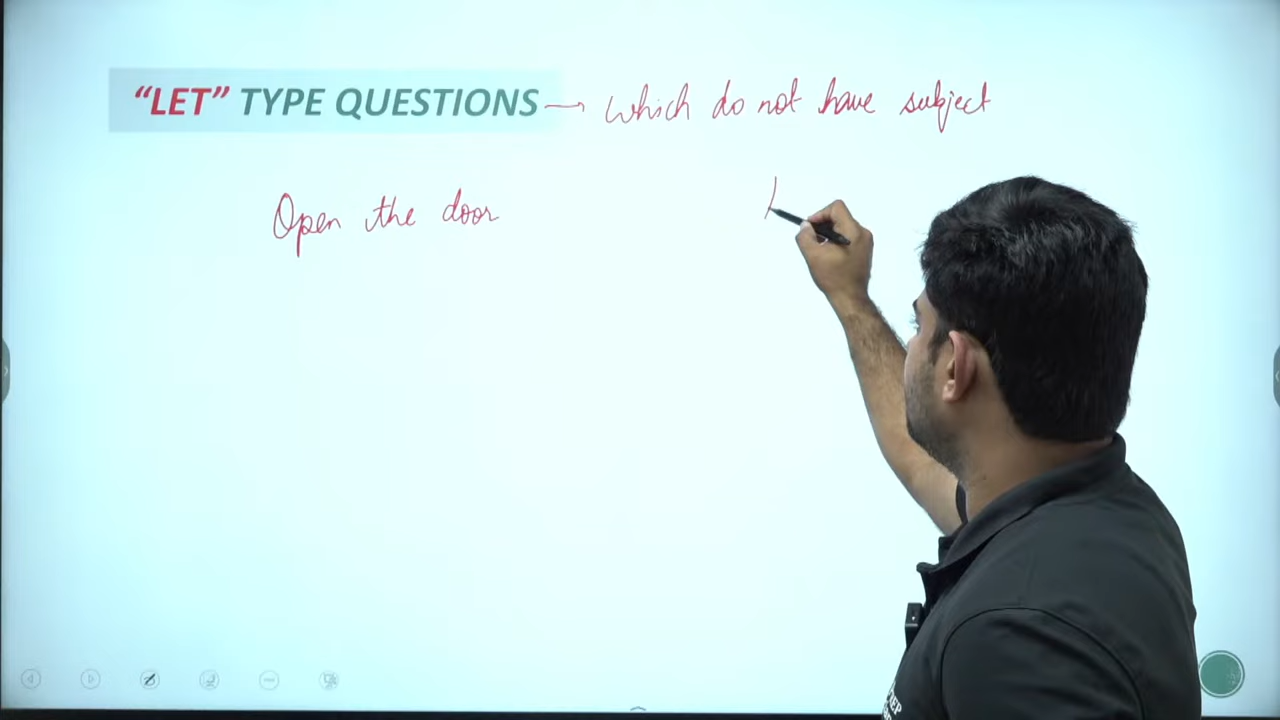 “LET” TYPE QUESTIONS → which do not have subject
Open the door